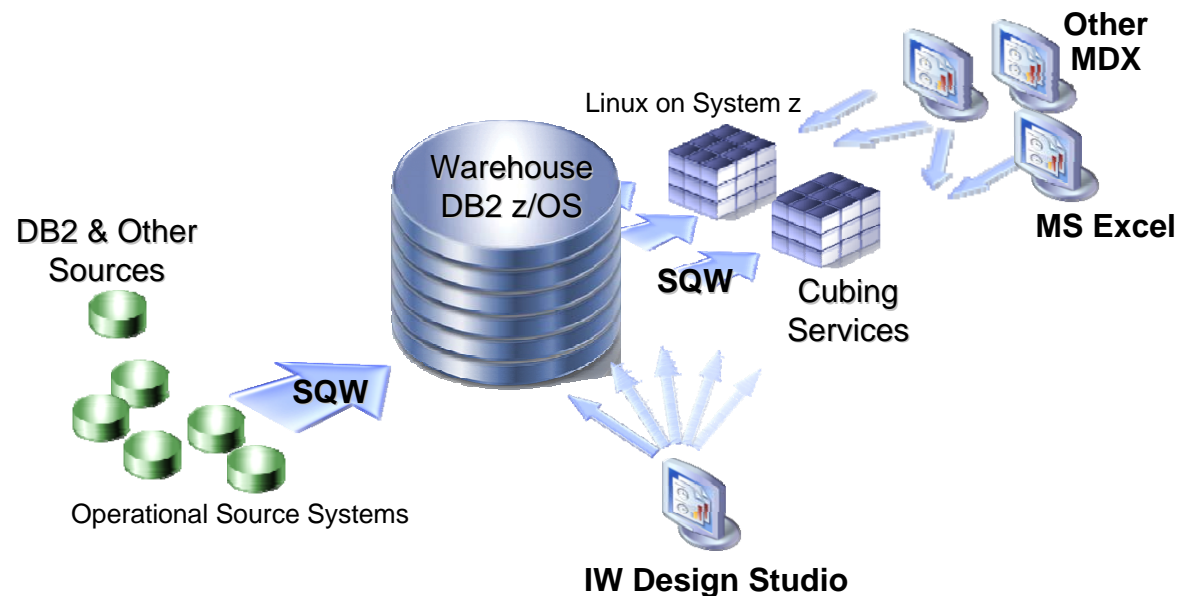 Other
MDX
Linux on System z
Warehouse
DB2 z/OS
DB2 & Other
Sources
MS Excel
SQW
Cubing
Services
SQW
Operational Source Systems
IW Design Studio